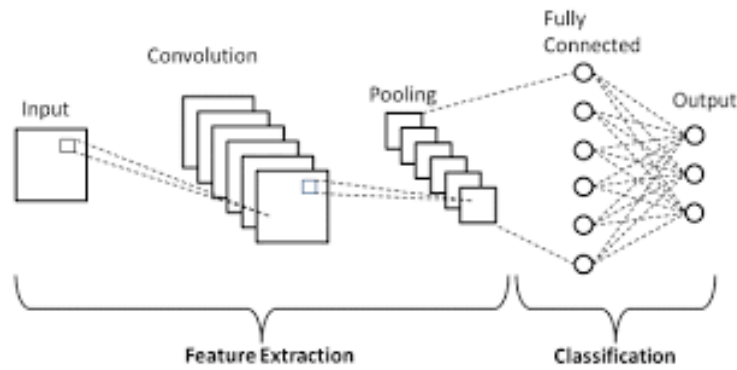 Fully
Connected
Convolution
Pooling
Input
Output
Feature Extraction
Classification